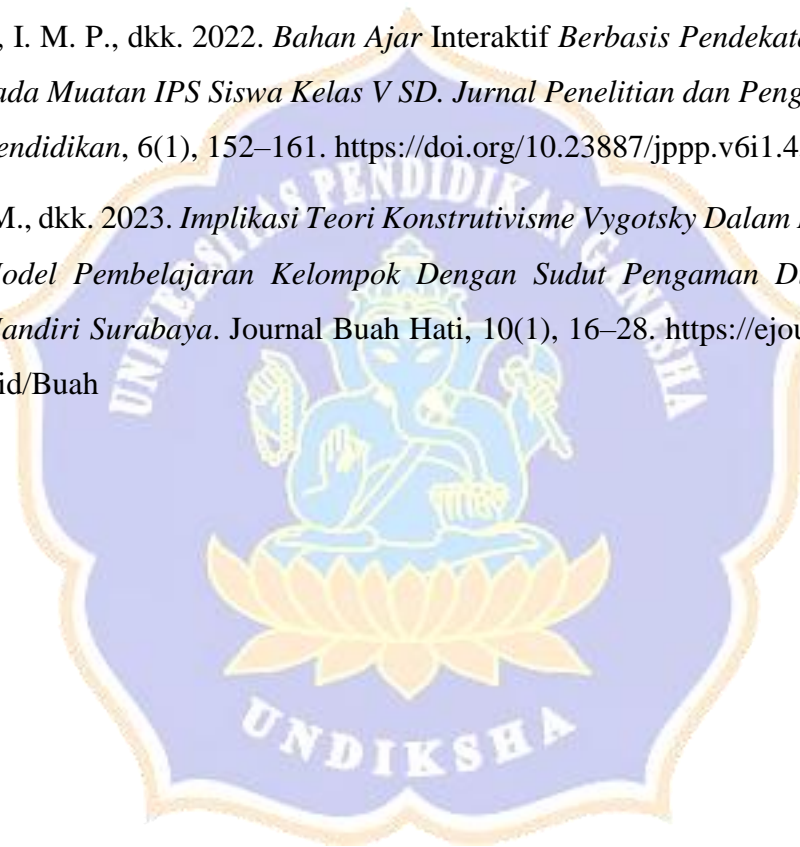 , I. M. P., dkk. 2022. Bahan Ajar Interaktif Berbasis Pendekata
ada Muatan IPS Siswa Kelas V SD. Jurnal Penelitian dan Peng
endidikan, 6(1), 152–161. https://doi.org/10.23887/jppp.v6i1.4
M., dkk. 2023. Implikasi Teori Konstrutivisme Vygotsky Dalam
odel Pembelajaran Kelompok Dengan Sudut Pengaman D
andiri Surabaya. Journal Buah Hati, 10(1), 16–28. https://ejou
id/Buah
UNIVERSITAS PENDIDIKAN GANESHA
UNDIKSHA